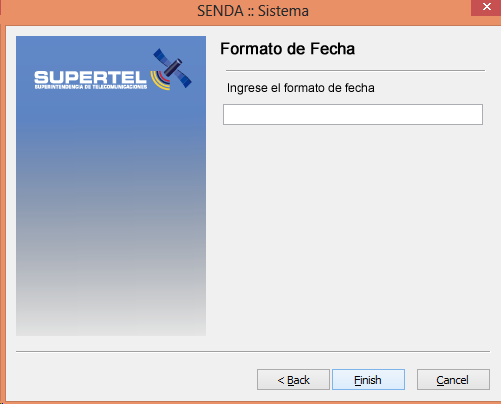 SENDA :: Sistema
SUPERTEL
SUPERINTENDENCIA DE TELECOMUNICACIONES
Formato de Fecha
Ingrese el formato de fecha
< Back
Finish
Cancel